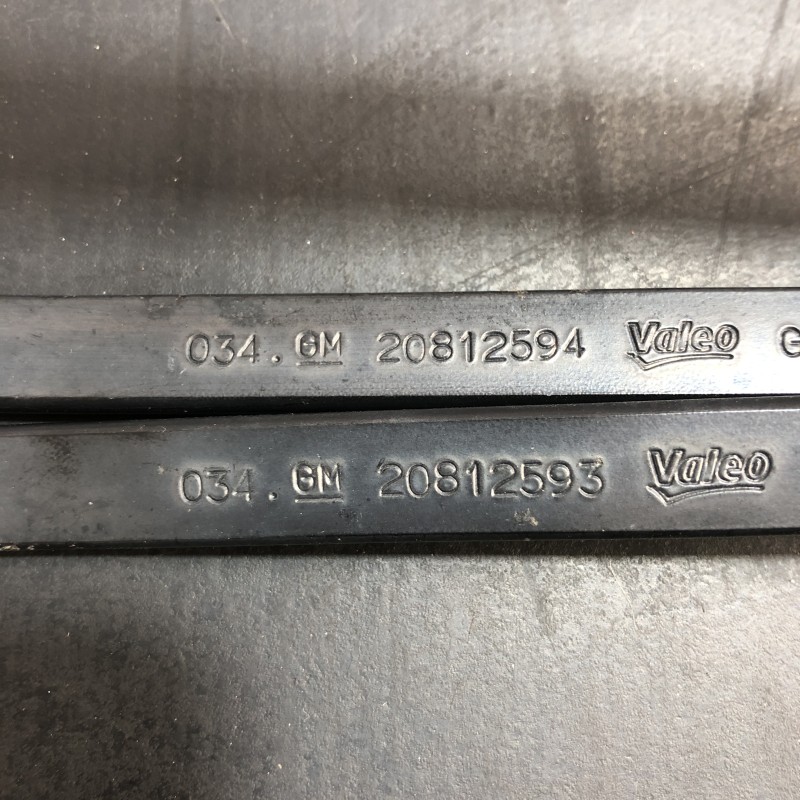 034. GM 20812594 Valeo G
034. GM 20812593 Valeo